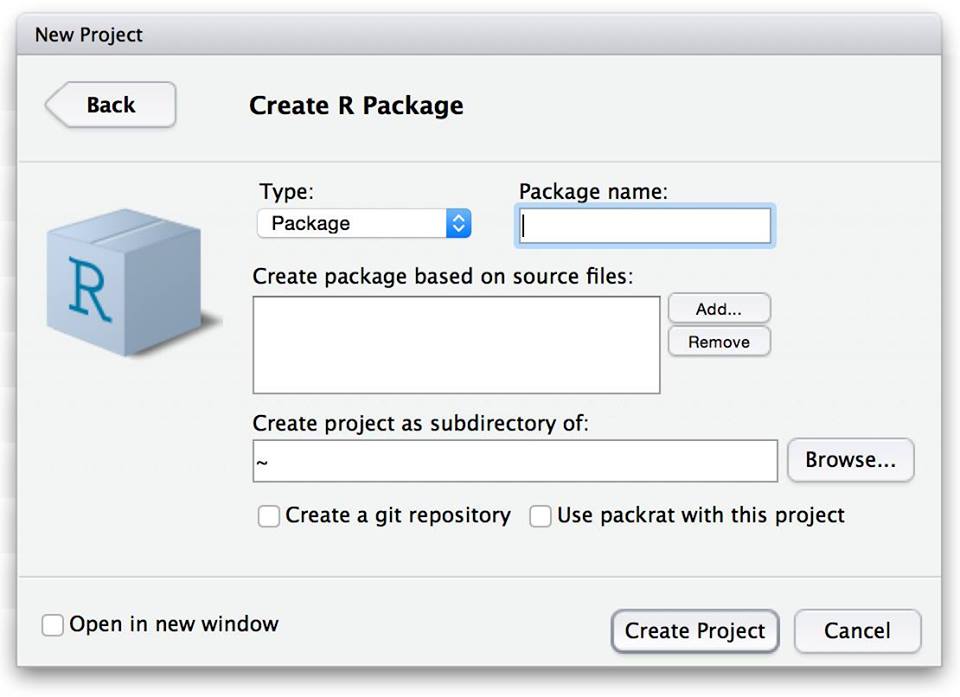 New Project
Back
Create R Package
R
Type:
Package name:
Package
Create package based on source files:
Add...
Remove
Create project as subdirectory of:
~
Browse...
Create a git repository
Use packrat with this project
Open in new window
Create Project
Cancel